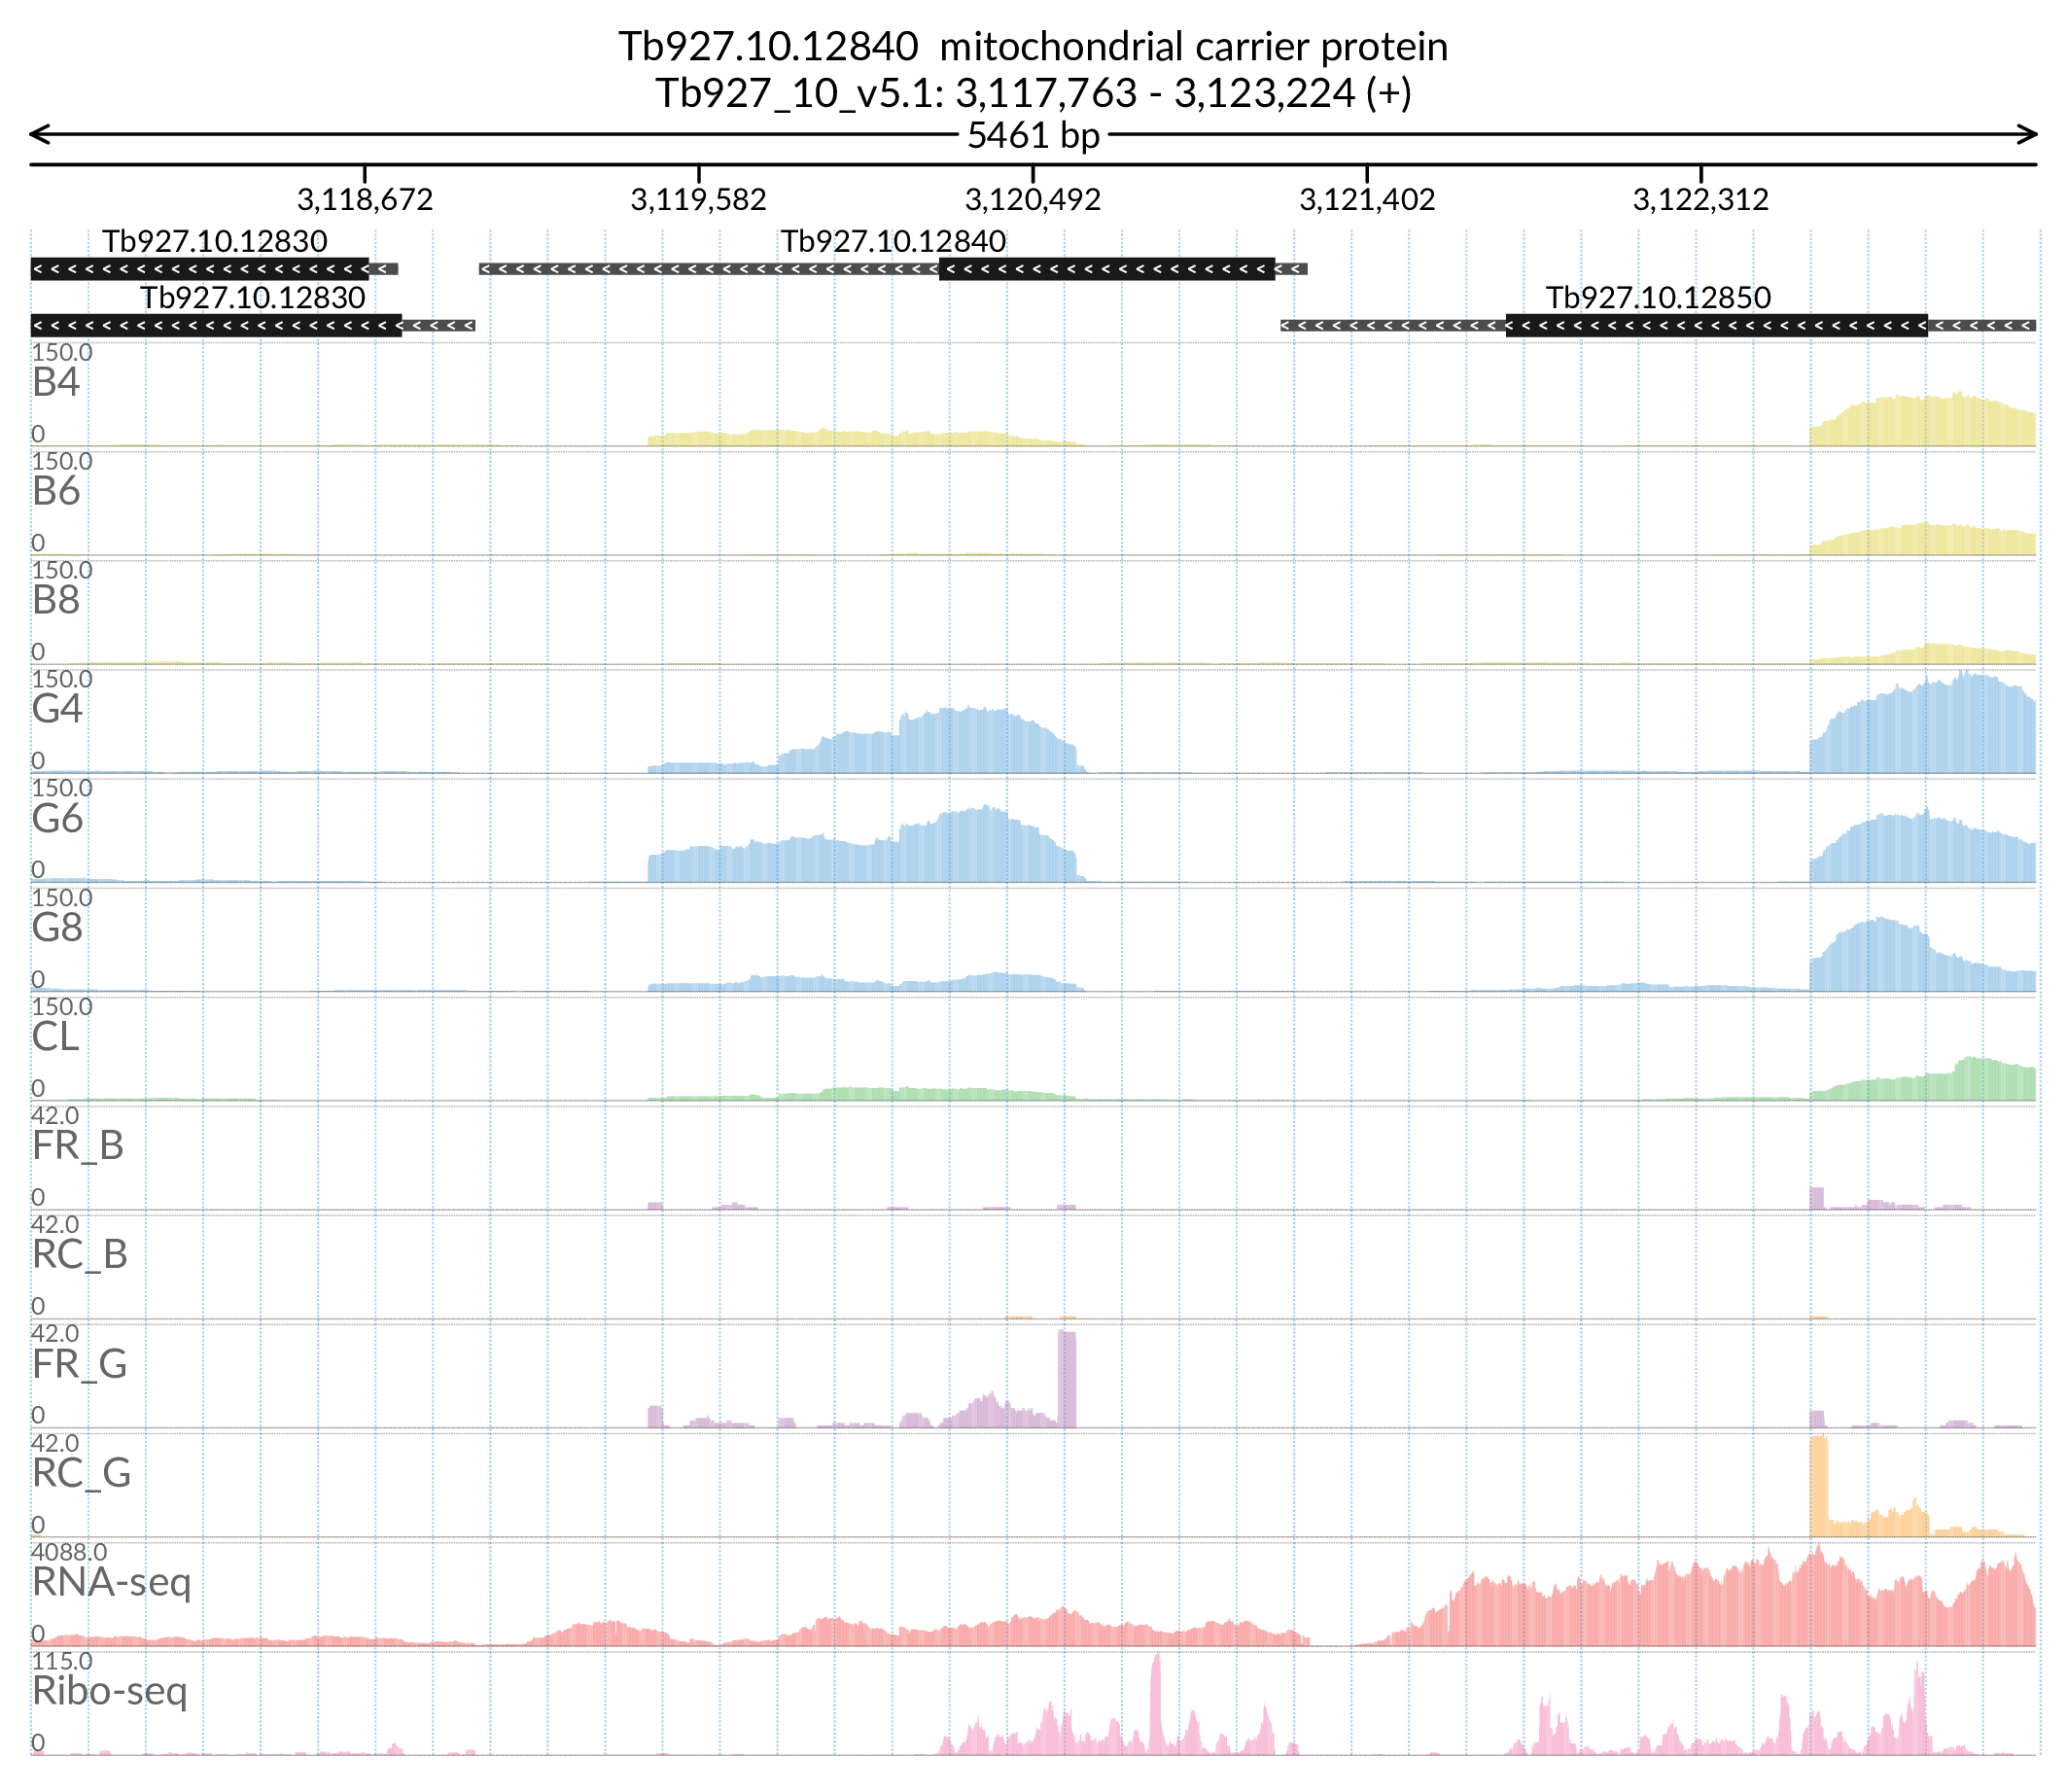 Tb927.10.12840 mitochondrial carrier protein
Tb927_10_v5.1: 3,117,763 - 3,123,224 (+)
5461 bp
3,118,672 3,119,582 3,120,492 3,121,402 3,122,312
Tb927.10.12830 Tb927.10.12840
Tb927.10.12830 Tb927.10.12850
150.0
B4
0
150.0
B6
0
150.0
B8
0
150.0
G4
0
150.0
G6
0
150.0
G8
0
150.0
CL
0
42.0
FR_B
0
42.0
RC_B
0
42.0
FR_G
0
42.0
RC_G
0
4088.0
RNA-seq
0
115.0
Ribo-seq
0